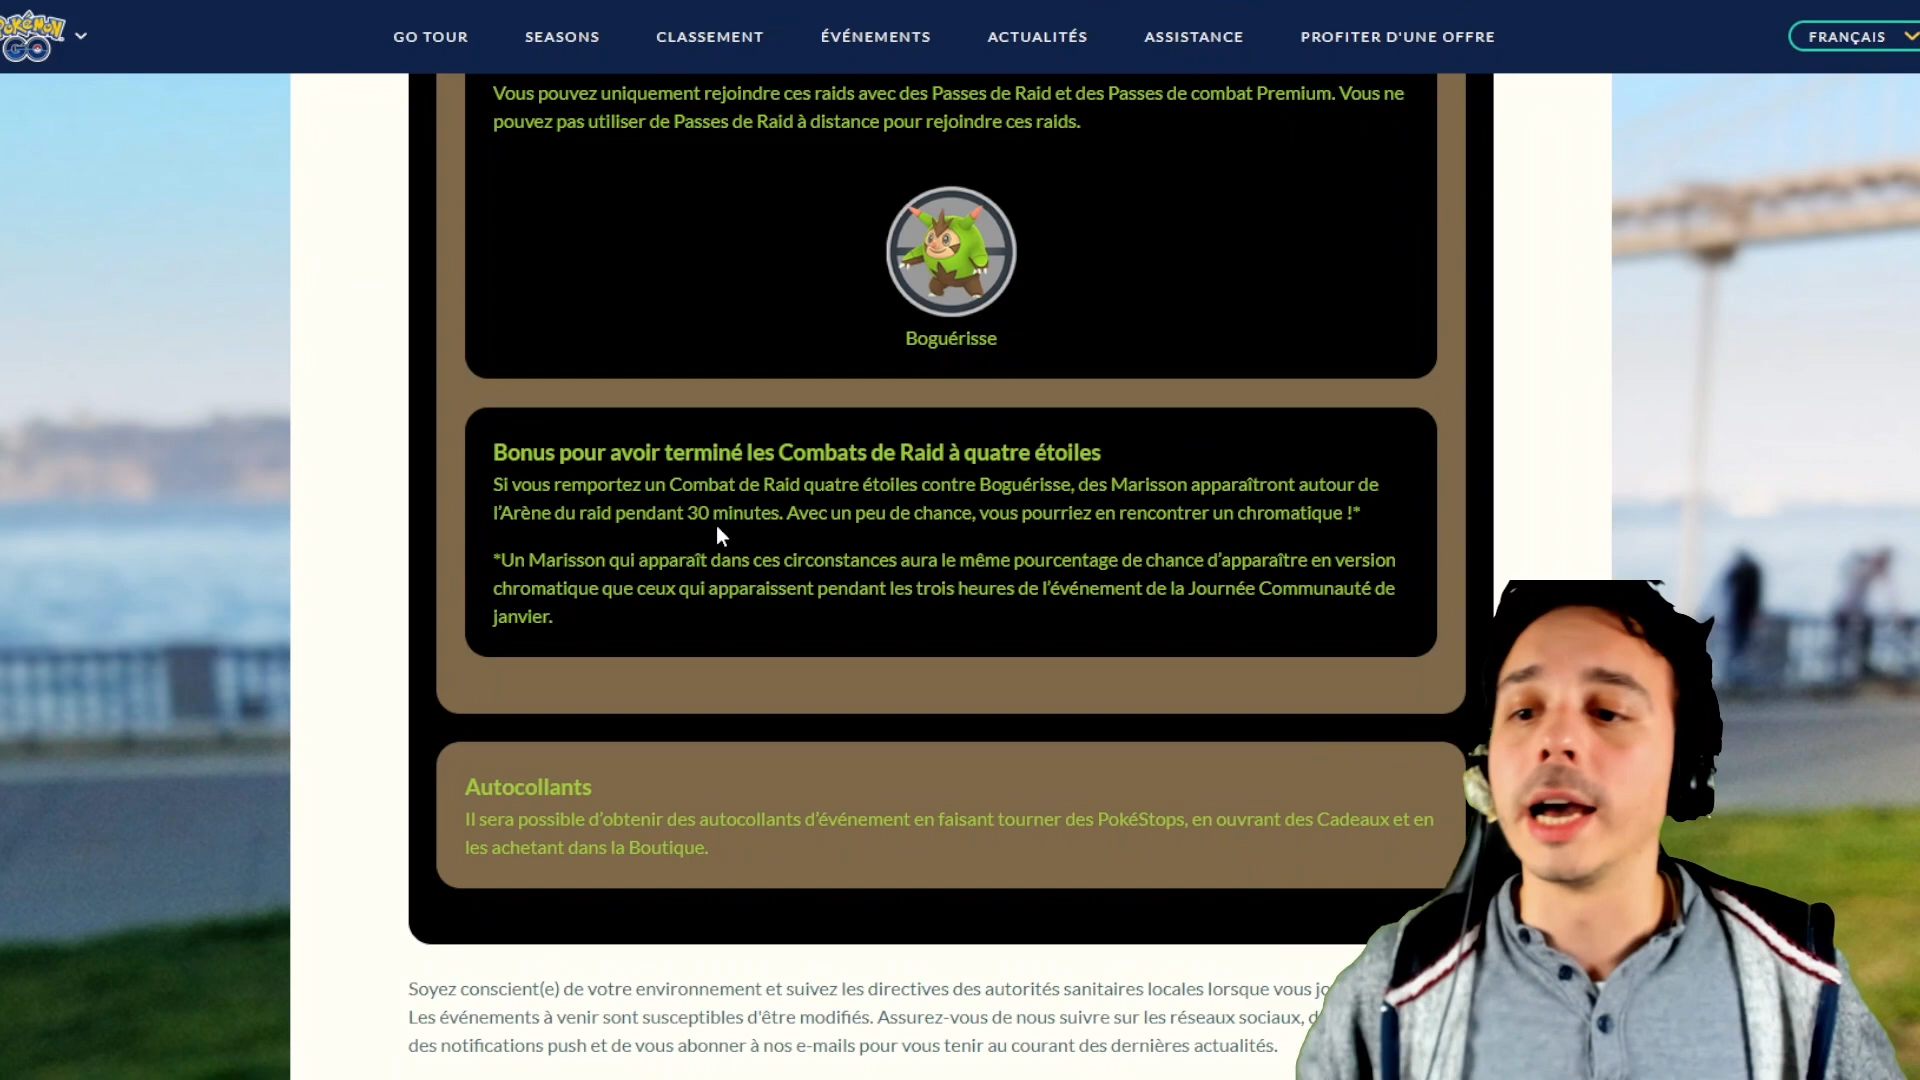 Pokémon
GO
GO TOUR
SEASONS
CLASSEMENT
ÉVÉNEMENTS
ACTUALITÉS
ASSISTANCE
PROFITER D'UNE OFFRE
FRANÇAIS
Vous pouvez uniquement rejoindre ces raids avec des Passes de Raid et des Passes de combat Premium. Vous ne
pouvez pas utiliser de Passes de Raid à distance pour rejoindre ces raids.
Boguérisse
Bonus pour avoir terminé les Combats de Raid à quatre étoiles
Si vous remportez un Combat de Raid quatre étoiles contre Boguérisse, des Marisson apparaîtront autour de
l'Arène du raid pendant 30 minutes. Avec un peu de chance, vous pourriez en rencontrer un chromatique !*
*Un Marisson qui apparaît dans ces circonstances aura le même pourcentage de chance d'apparaître en version
chromatique que ceux qui apparaissent pendant les trois heures de l'événement de la Journée Communauté de
janvier.
Autocollants
Il sera possible d'obtenir des autocollants d'événement en faisant tourner des PokéStops, en ouvrant des Cadeaux et en
les achetant dans la Boutique.
Soyez conscient(e) de votre environnement et suivez les directives des autorités sanitaires locales lorsque vous
Les événements à venir sont susceptibles d'être modifiés. Assurez-vous de nous suivre sur les réseaux sociaux,
des notifications push et de vous abonner à nos e-mails pour vous tenir au courant des dernières actualités.